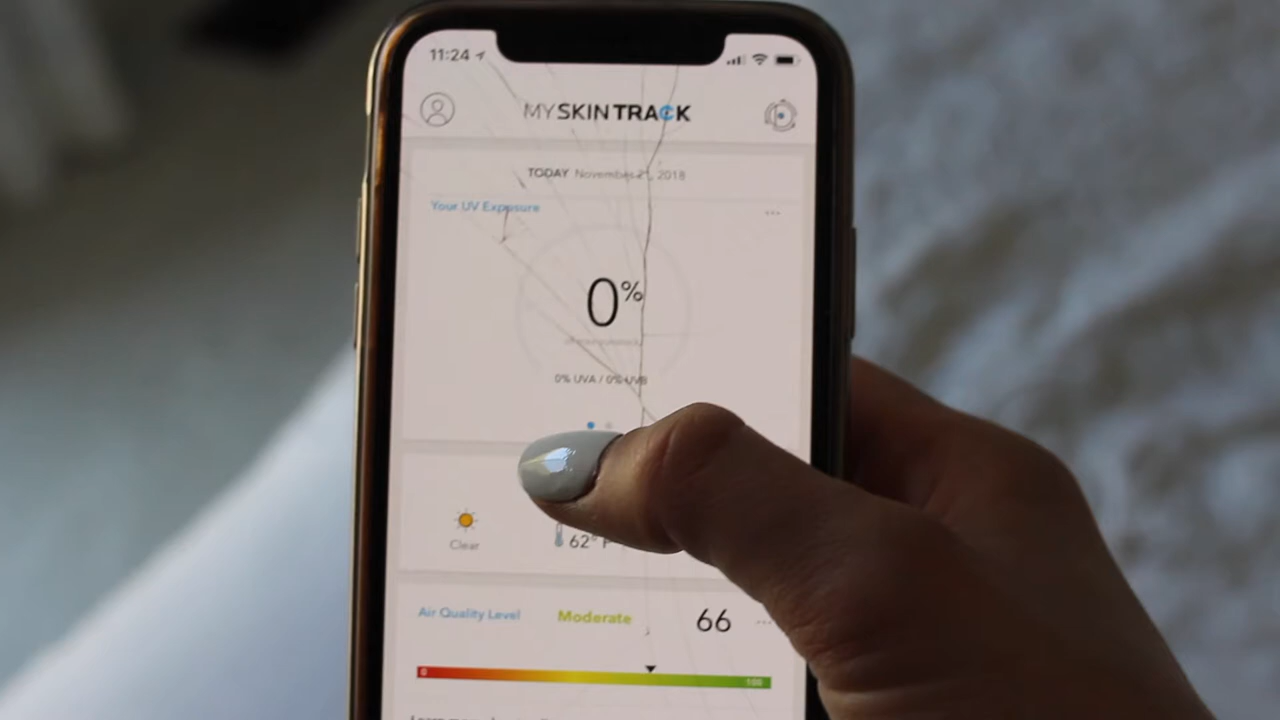 11:24
MYSKINTRACK
TODAY November 2, 2018
Your UV Exposure
0%
0% UVA / 0% UVB
Clear
62° F
Air Quality Level Moderate 66
0 100